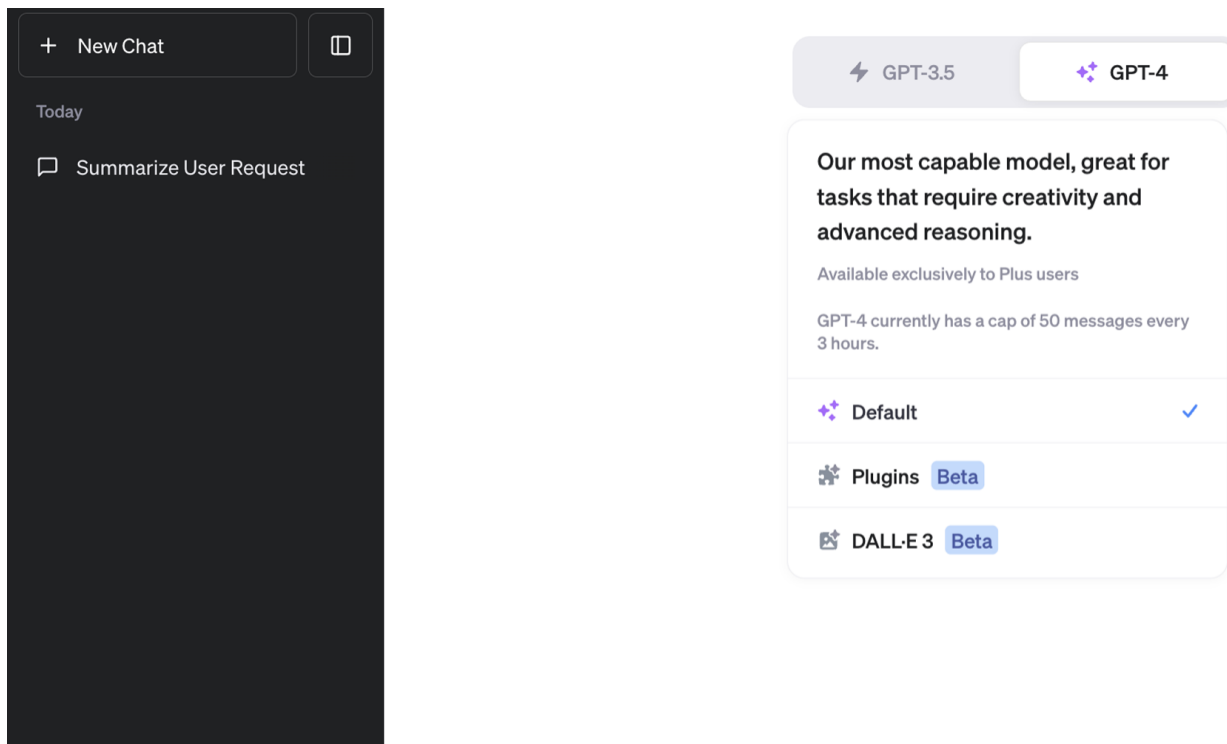 New Chat
Today
Summarize User Request
GPT-3.5
GPT-4
Our most capable model, great for
tasks that require creativity and
advanced reasoning.
Available exclusively to Plus users
GPT-4 currently has a cap of 50 messages every
3 hours.
Default
Plugins Beta
DALL·E 3 Beta